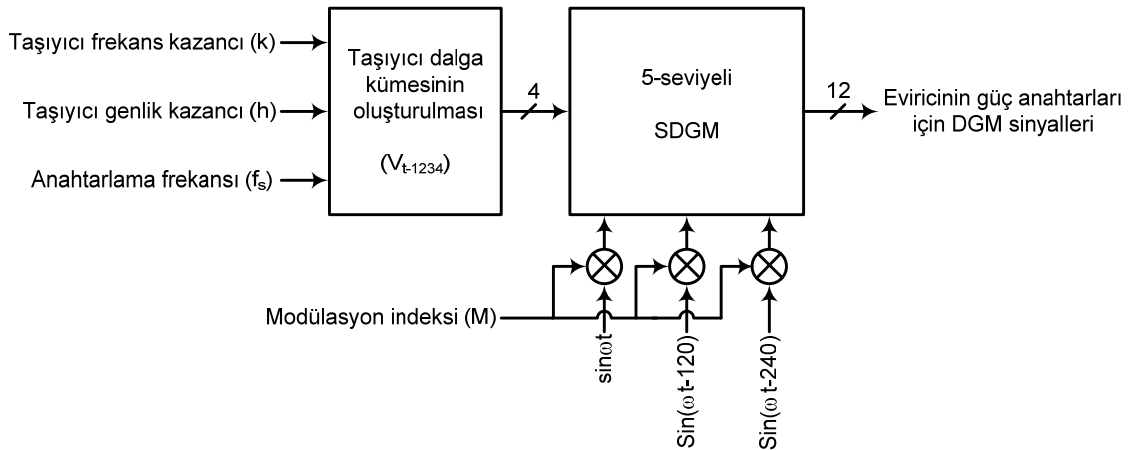 Taşıyıcı frekans kazancı (k)
Taşıyıcı genlik kazancı (h)
Anahtarlama frekansı (fs)
Taşıyıcı dalga
kümesinin
oluşturulması
(Vt-1234)
4
5-seviyeli
SDGM
12
Eviricinin güç anahtarları
için DGM sinyalleri
Modülasyon indeksi (M)
sinωt
Sin(ωt-120)
Sin(ωt-240)